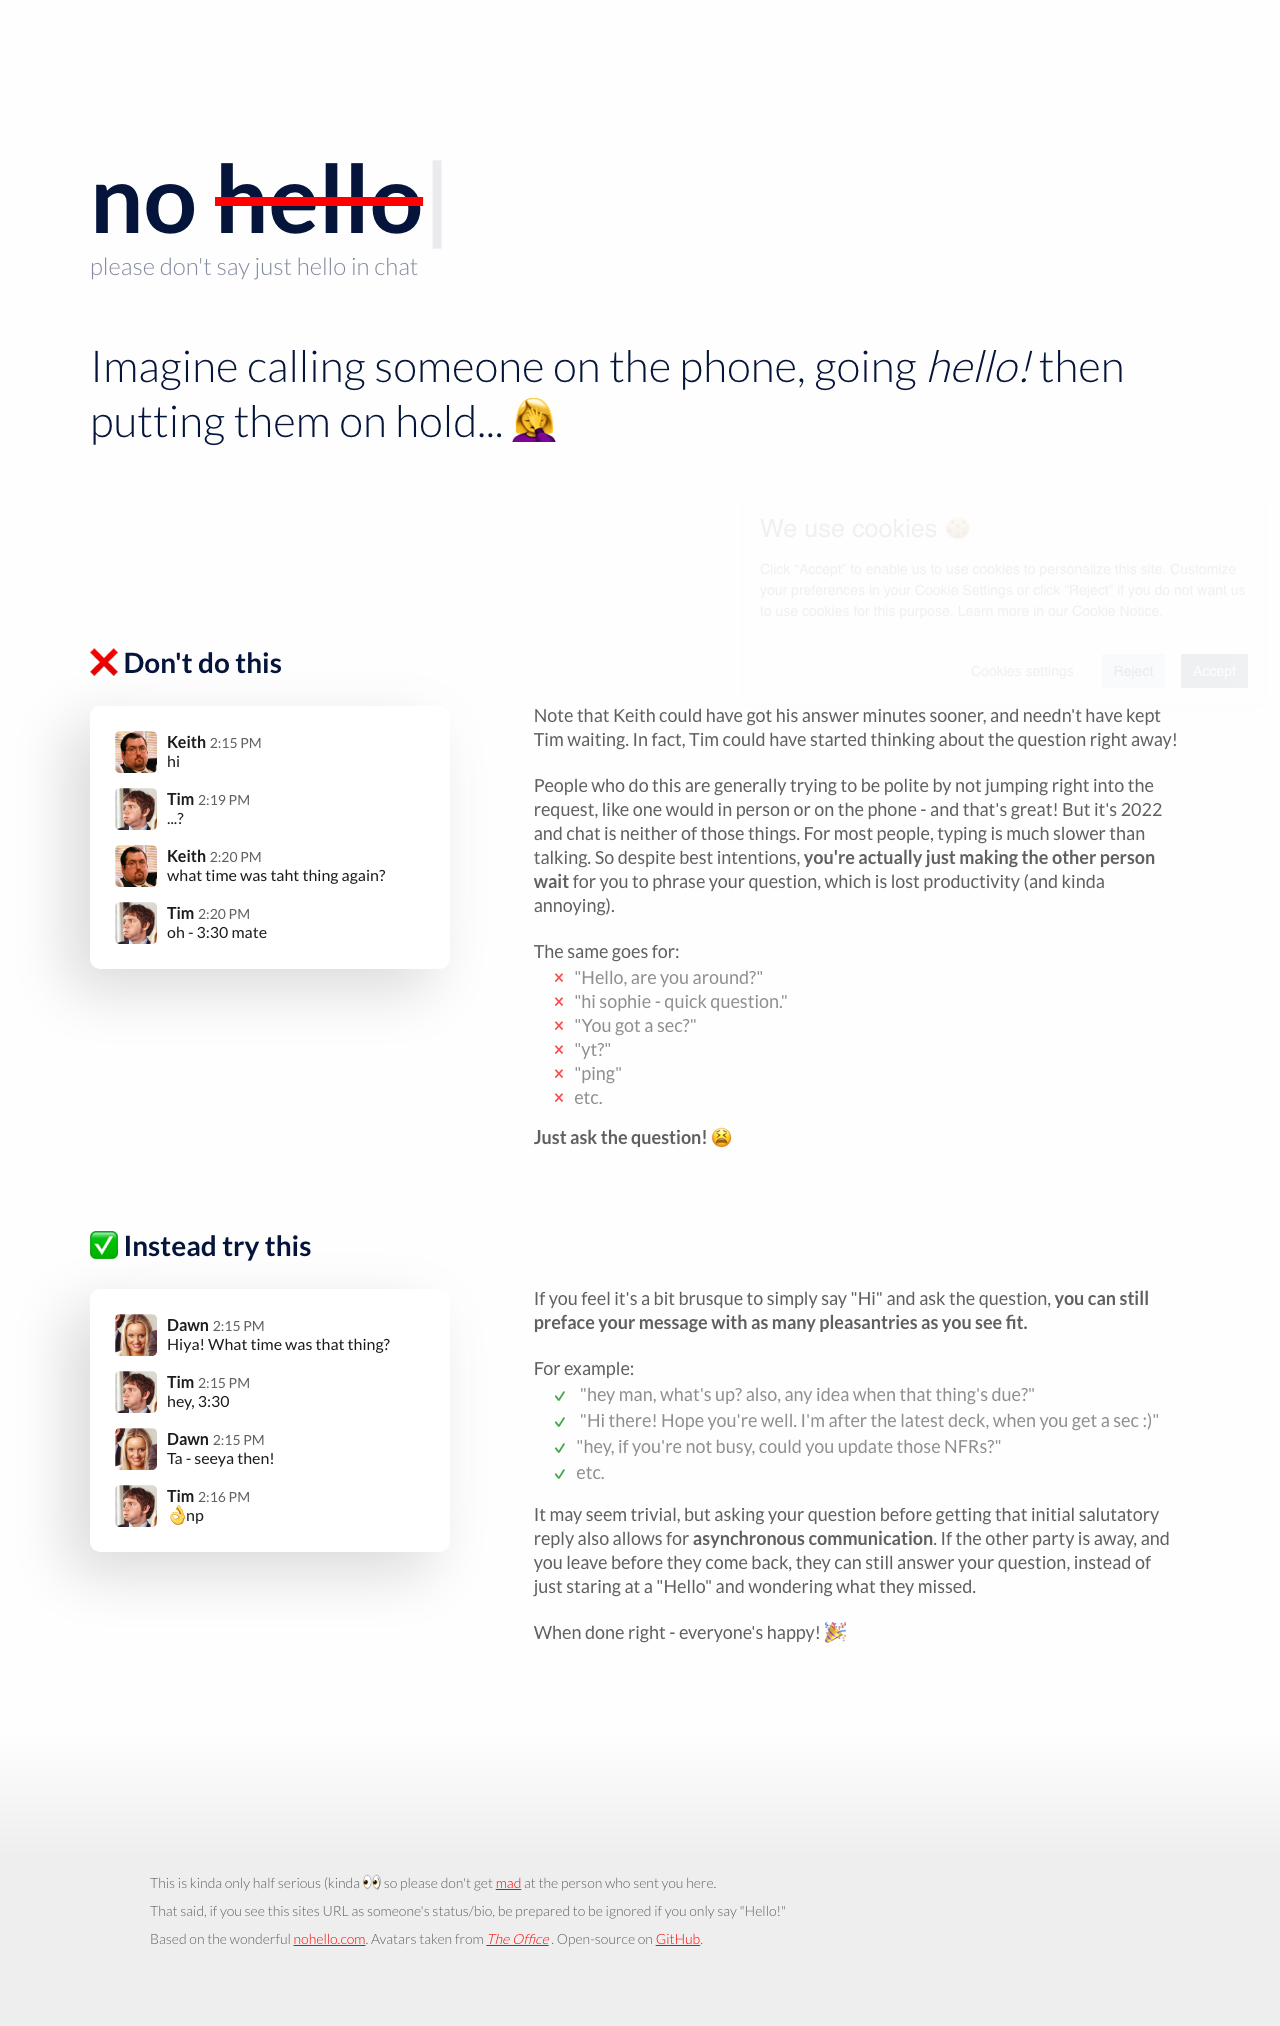 no hello
please don't say just hello in chat
Imagine calling someone on the phone, going hello! then
putting them on hold... 🤦‍♀️
We use cookies 🍪
Click "Accept" to enable us to use cookies to personalize this site. Customize
your preferences in your Cookie Settings or click "Reject" if you do not want us
to use cookies for this purpose. Learn more in our Cookie Notice.
Cookies settings Reject Accept
❌ Don't do this
Keith 2:15 PM
hi
Tim 2:19 PM
...?
Keith 2:20 PM
what time was taht thing again?
Tim 2:20 PM
oh - 3:30 mate
Note that Keith could have got his answer minutes sooner, and needn't have kept
Tim waiting. In fact, Tim could have started thinking about the question right away!
People who do this are generally trying to be polite by not jumping right into the
request, like one would in person or on the phone - and that's great! But it's 2022
and chat is neither of those things. For most people, typing is much slower than
talking. So despite best intentions, you're actually just making the other person
wait for you to phrase your question, which is lost productivity (and kinda
annoying).
The same goes for:
"Hello, are you around?"
"hi sophie - quick question."
"You got a sec?"
"yt?"
"ping"
etc.
Just ask the question! 😫
✅ Instead try this
Dawn 2:15 PM
Hiya! What time was that thing?
Tim 2:15 PM
hey, 3:30
Dawn 2:15 PM
Ta - seeya then!
Tim 2:16 PM
👌np
If you feel it's a bit brusque to simply say "Hi" and ask the question, you can still
preface your message with as many pleasantries as you see fit.
For example:
"hey man, what's up? also, any idea when that thing's due?"
"Hi there! Hope you're well. I'm after the latest deck, when you get a sec :)"
"hey, if you're not busy, could you update those NFRs?"
etc.
It may seem trivial, but asking your question before getting that initial salutatory
reply also allows for asynchronous communication. If the other party is away, and
you leave before they come back, they can still answer your question, instead of
just staring at a "Hello" and wondering what they missed.
When done right - everyone's happy! 🎉
This is kinda only half serious (kinda 👀) so please don't get mad at the person who sent you here.
That said, if you see this sites URL as someone's status/bio, be prepared to be ignored if you only say "Hello!"
Based on the wonderful nohello.com. Avatars taken from The Office . Open-source on GitHub.